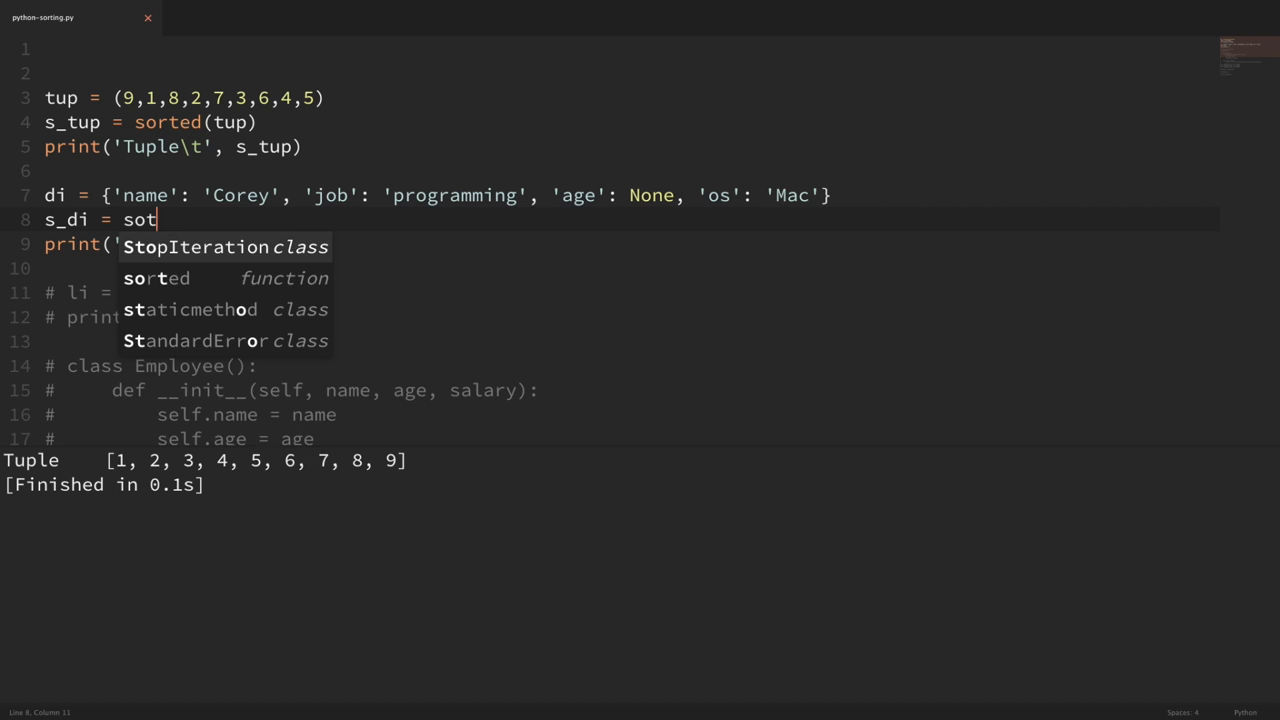 python-sorting.py ×
1
2
3 tup = (9,1,8,2,7,3,6,4,5)
4 s_tup = sorted(tup)
5 print('Tuple\t', s_tup)
6
7 di = {'name': 'Corey', 'job': 'programming', 'age': None, 'os': 'Mac'}
8 s_di = sot
StopIteration class
9 print('
sorted function
10
11 # li =
staticmethod class
12 # print
StandardError class
13
14 # class Employee():
15 #     def __init__(self, name, age, salary):
16 #         self.name = name
17 #         self.age = age
Tuple    [1, 2, 3, 4, 5, 6, 7, 8, 9]
[Finished in 0.1s]
Line 8, Column 11 Spaces: 4 Python